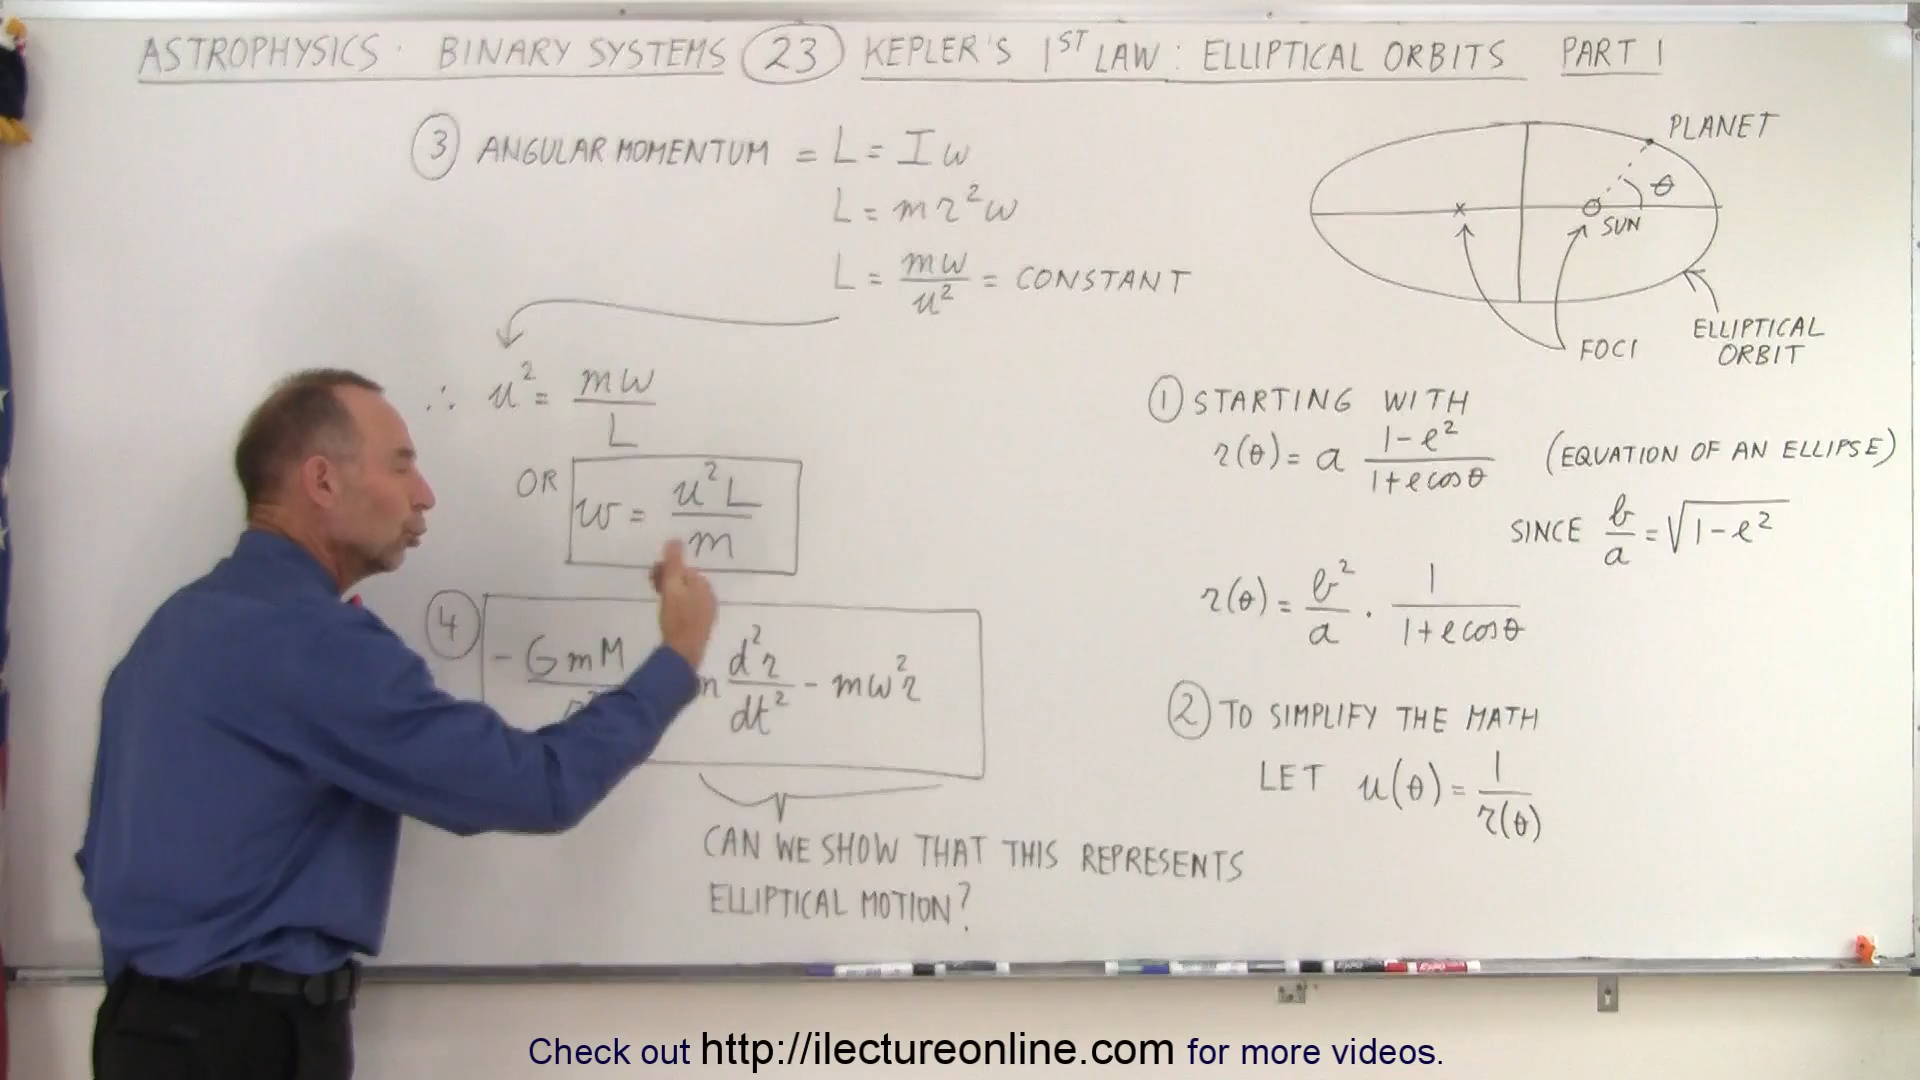 ASTROPHYSICS. BINARY SYSTEMS 23 KEPLER'S 1ST LAW: ELLIPTICAL ORBITS PART 1
3 ANGULAR MOMENTUM = L = Iω
L = mr²ω
L = mω/u² = CONSTANT
∴ u² = mω/L
OR ω = u²L/m
4 - GmM d²r/dt² - mω²r
CAN WE SHOW THAT THIS REPRESENTS
ELLIPTICAL MOTION?
PLANET
θ
SUN
FOCI
ELLIPTICAL
ORBIT
1 STARTING WITH
r(θ) = a (1-e²)/(1+e cosθ) (EQUATION OF AN ELLIPSE)
SINCE b/a = √(1-e²)
r(θ) = b²/a · 1/(1+e cosθ)
2 TO SIMPLIFY THE MATH
LET u(θ) = 1/r(θ)
Check out http://ilectureonline.com for more videos.